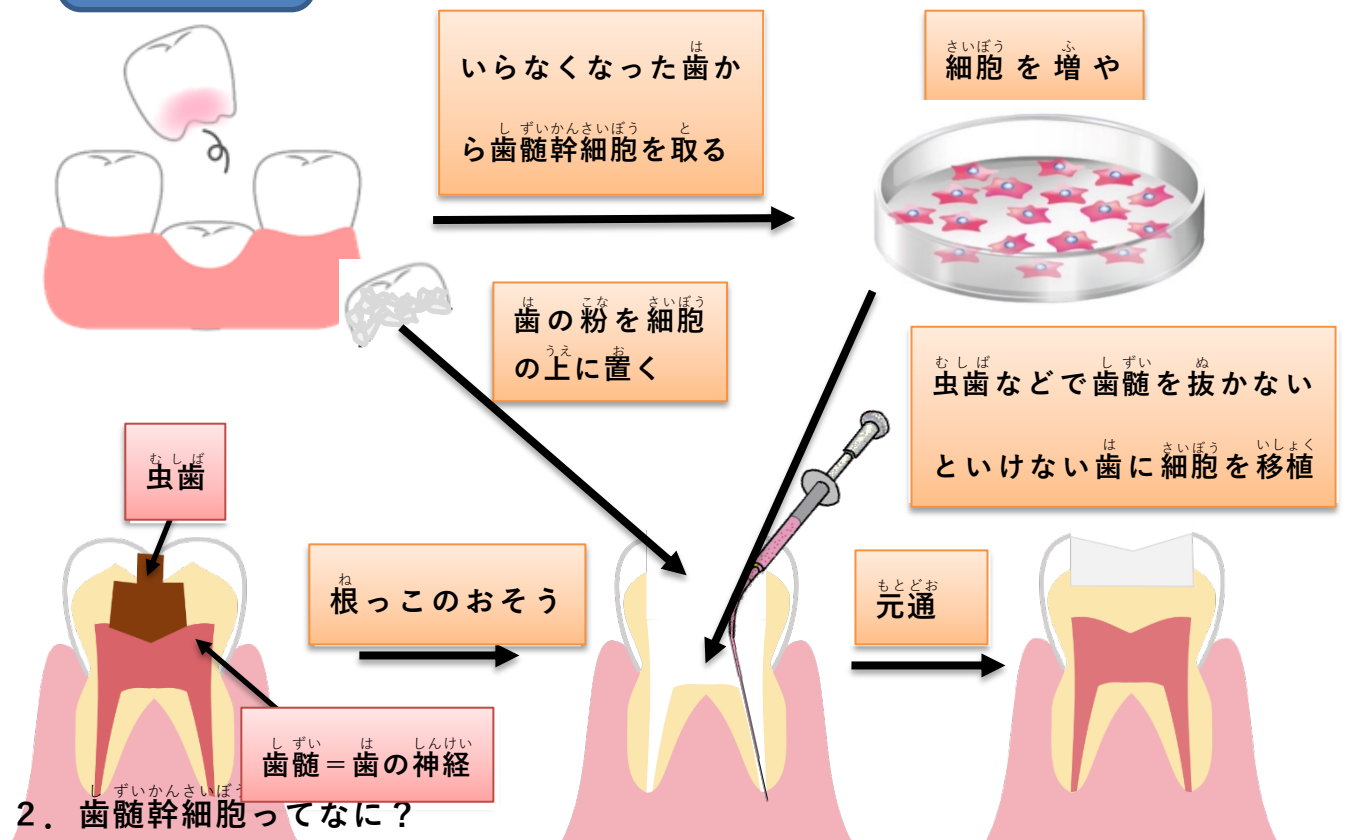 いらなくなった歯か
ら歯髄幹細胞を取る
細胞を増や
歯の粉を細胞
の上に置く
虫歯などで歯髄を抜かない
といけない歯に細胞を移植
虫歯
根っこのおそう
元通
歯髄=歯の神経
2.歯髄幹細胞ってなに?